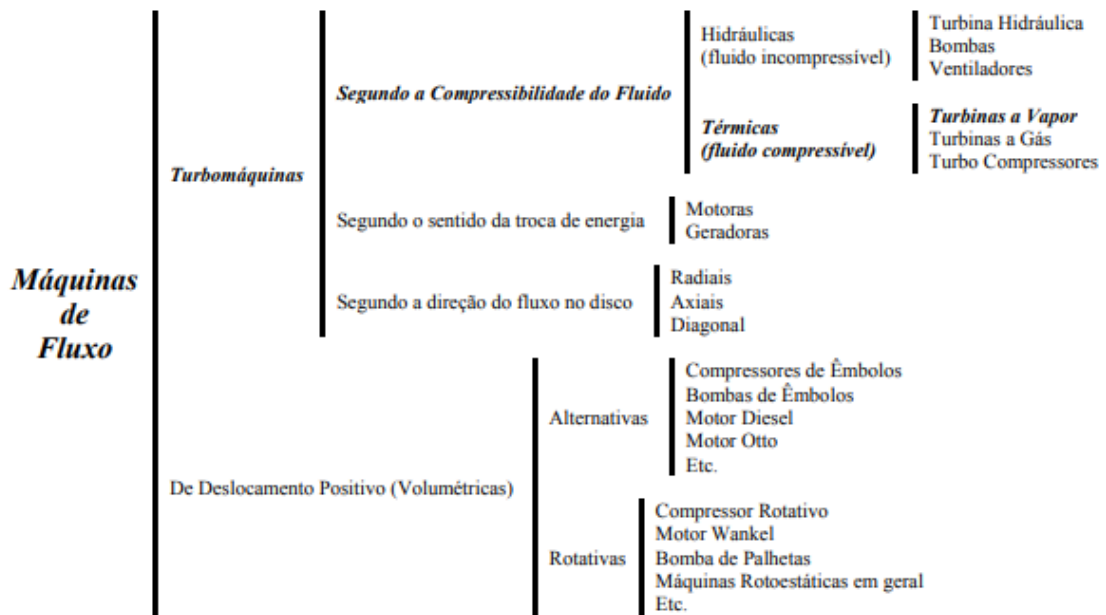 Máquinas
de
Fluxo
Turbomáquinas
Segundo a Compressibilidade do Fluido
Hidráulicas
(fluido incompressível)
Turbina Hidráulica
Bombas
Ventiladores
Térmicas
(fluido compressível)
Turbinas a Vapor
Turbinas a Gás
Turbo Compressores
Segundo o sentido da troca de energia
Motoras
Geradoras
Segundo a direção do fluxo no disco
Radiais
Axiais
Diagonal
De Deslocamento Positivo (Volumétricas)
Alternativas
Compressores de Êmbolos
Bombas de Êmbolos
Motor Diesel
Motor Otto
Etc.
Rotativas
Compressor Rotativo
Motor Wankel
Bomba de Palhetas
Máquinas Rotoestáticas em geral
Etc.